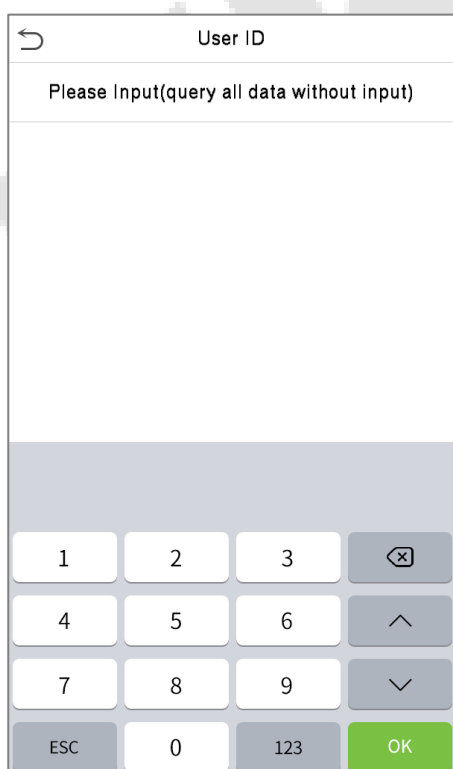 User ID
Please Input(query all data without input)
1 2 3
4 5 6
7 8 9
ESC 0 123 OK